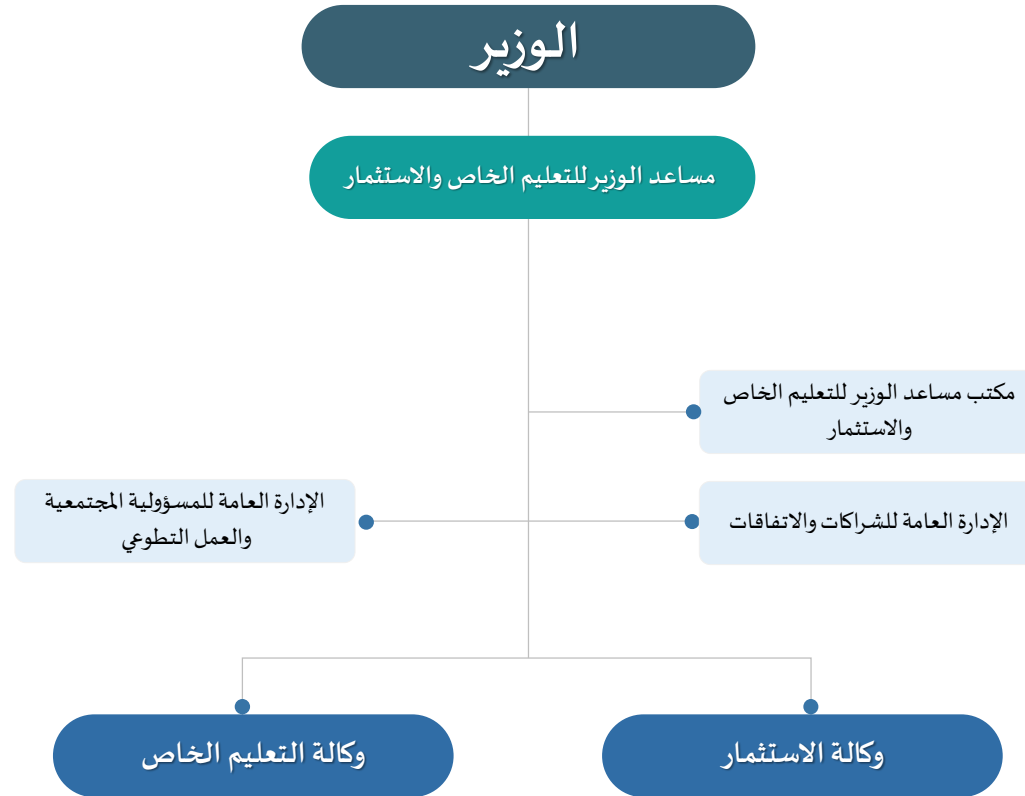 الوزير
مساعد الوزير للتعليم الخاص والاستثمار
مكتب مساعد الوزير للتعليم الخاص
والاستثمار
الإدارة العامة للشراكات والاتفاقات
الإدارة العامة للمسؤولية المجتمعية
والعمل التطوعي
وكالة الاستثمار
وكالة التعليم الخاص